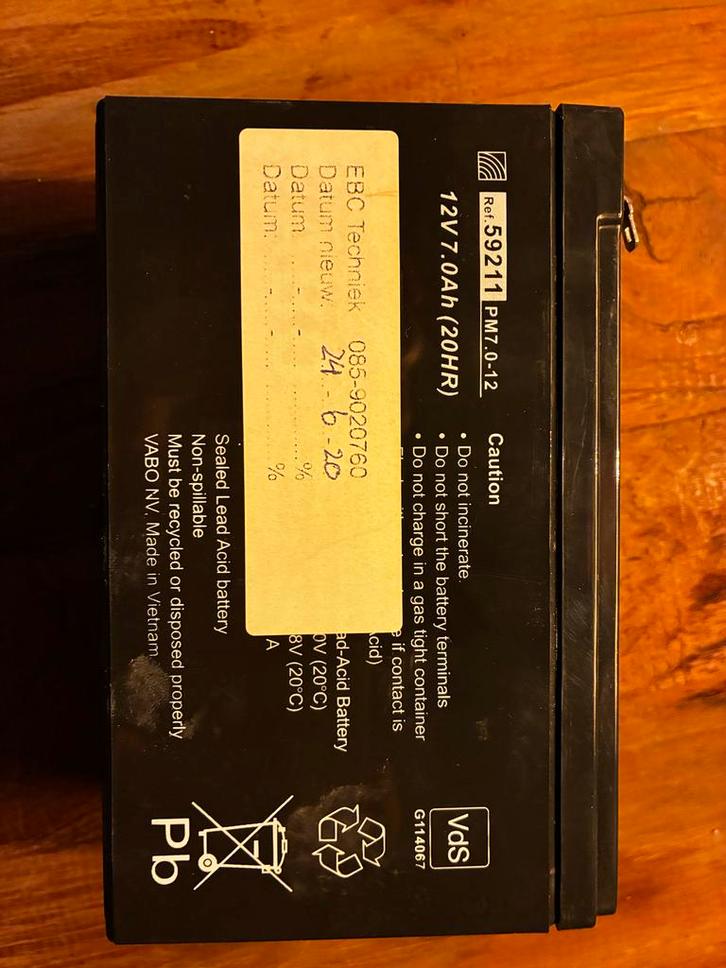 Ref. 59211 PM7.0-12
12V 7.0Ah (20HR)
EBC Techniek 085-9020760
Datum nieuw: 24 - 6 - 20
Datum ......-......-............ %
Datum: ......-......-............ %
Caution
• Do not incinerate.
• Do not short the battery terminals
• Do not charge in a gas tight container
if contact is
cid)
ad-Acid Battery
0V (20°C)
8V (20°C)
A
Sealed Lead Acid battery
Non-spillable
Must be recycled or disposed properly
VABO NV. Made in Vietnam
VdS
G114067
Pb